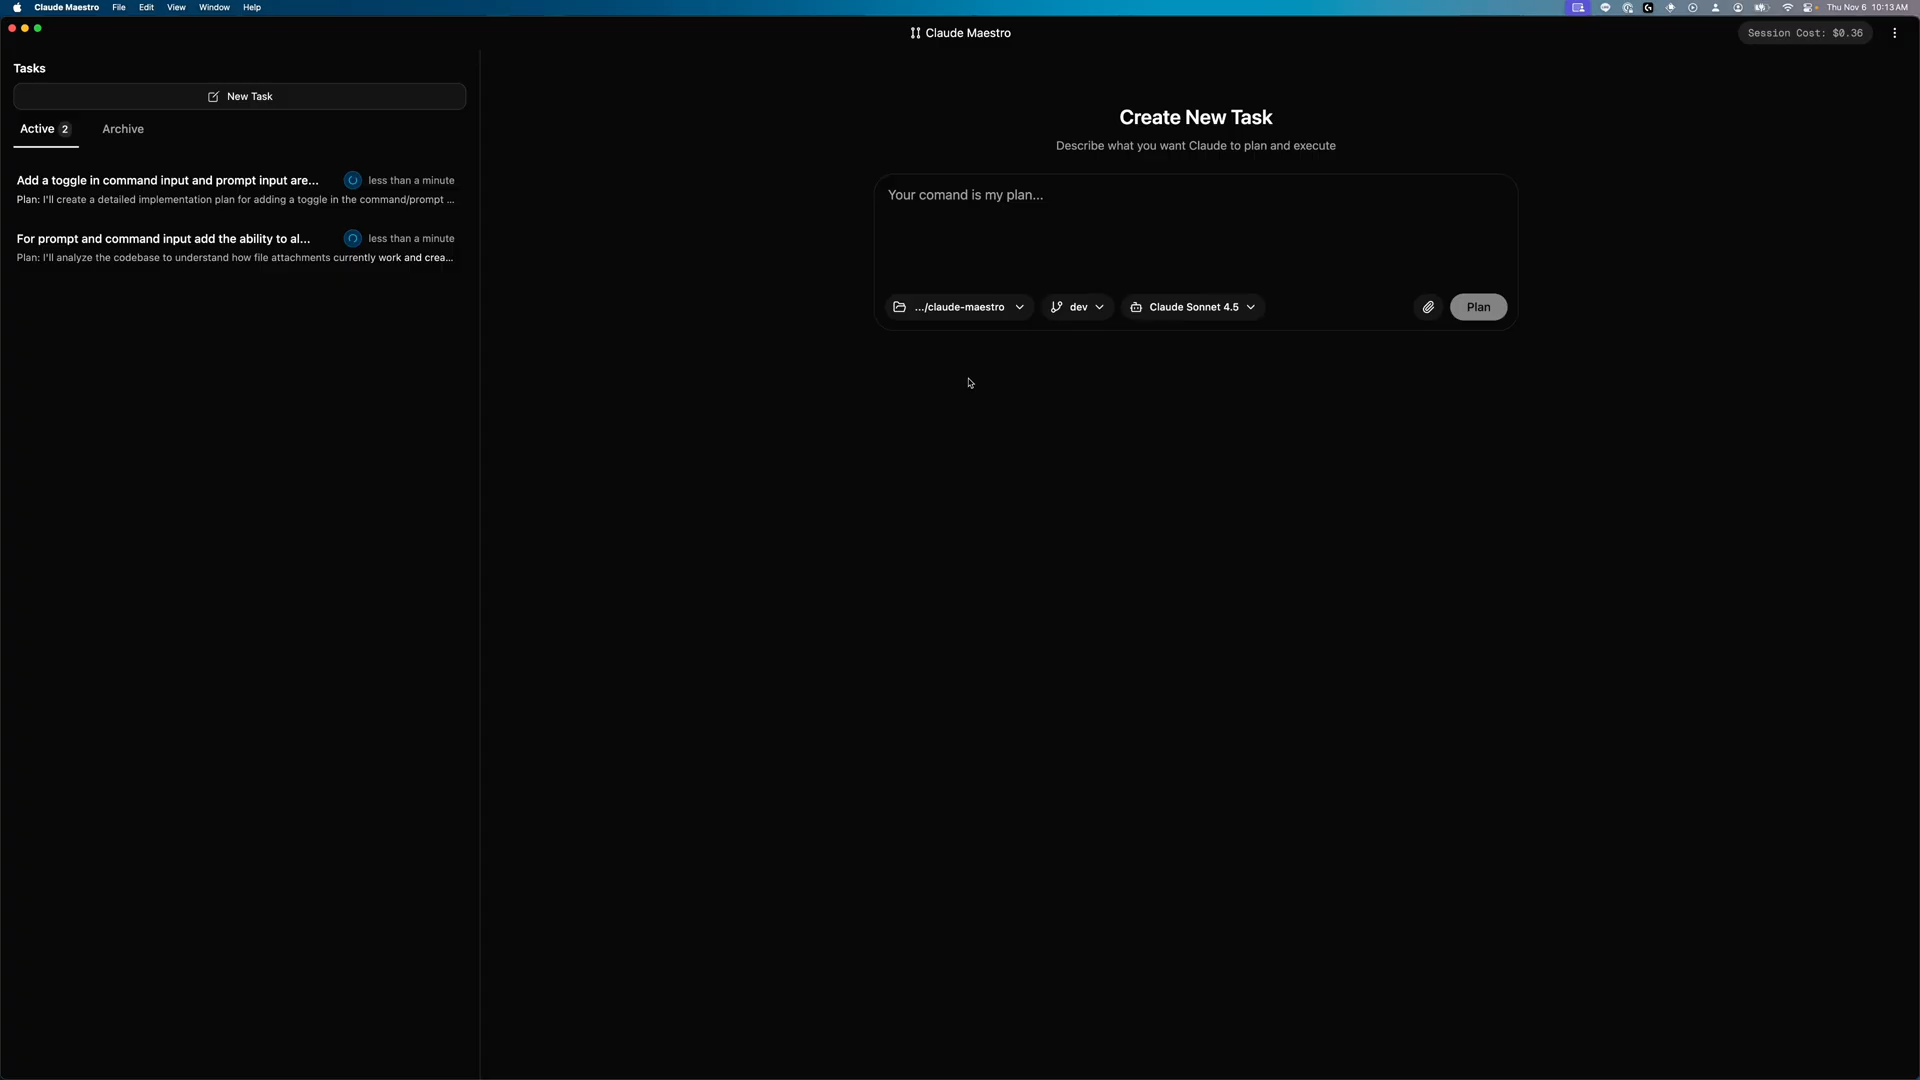 Claude Maestro File Edit View Window Help
Thu Nov 6 10:13 AM
Claude Maestro
Session Cost: $0.36
Tasks
New Task
Active 2 Archive
Add a toggle in command input and prompt input are... less than a minute
Plan: I'll create a detailed implementation plan for adding a toggle in the command/prompt ...
For prompt and command input add the ability to al... less than a minute
Plan: I'll analyze the codebase to understand how file attachments currently work and crea...
Create New Task
Describe what you want Claude to plan and execute
Your comand is my plan...
.../claude-maestro dev Claude Sonnet 4.5 Plan